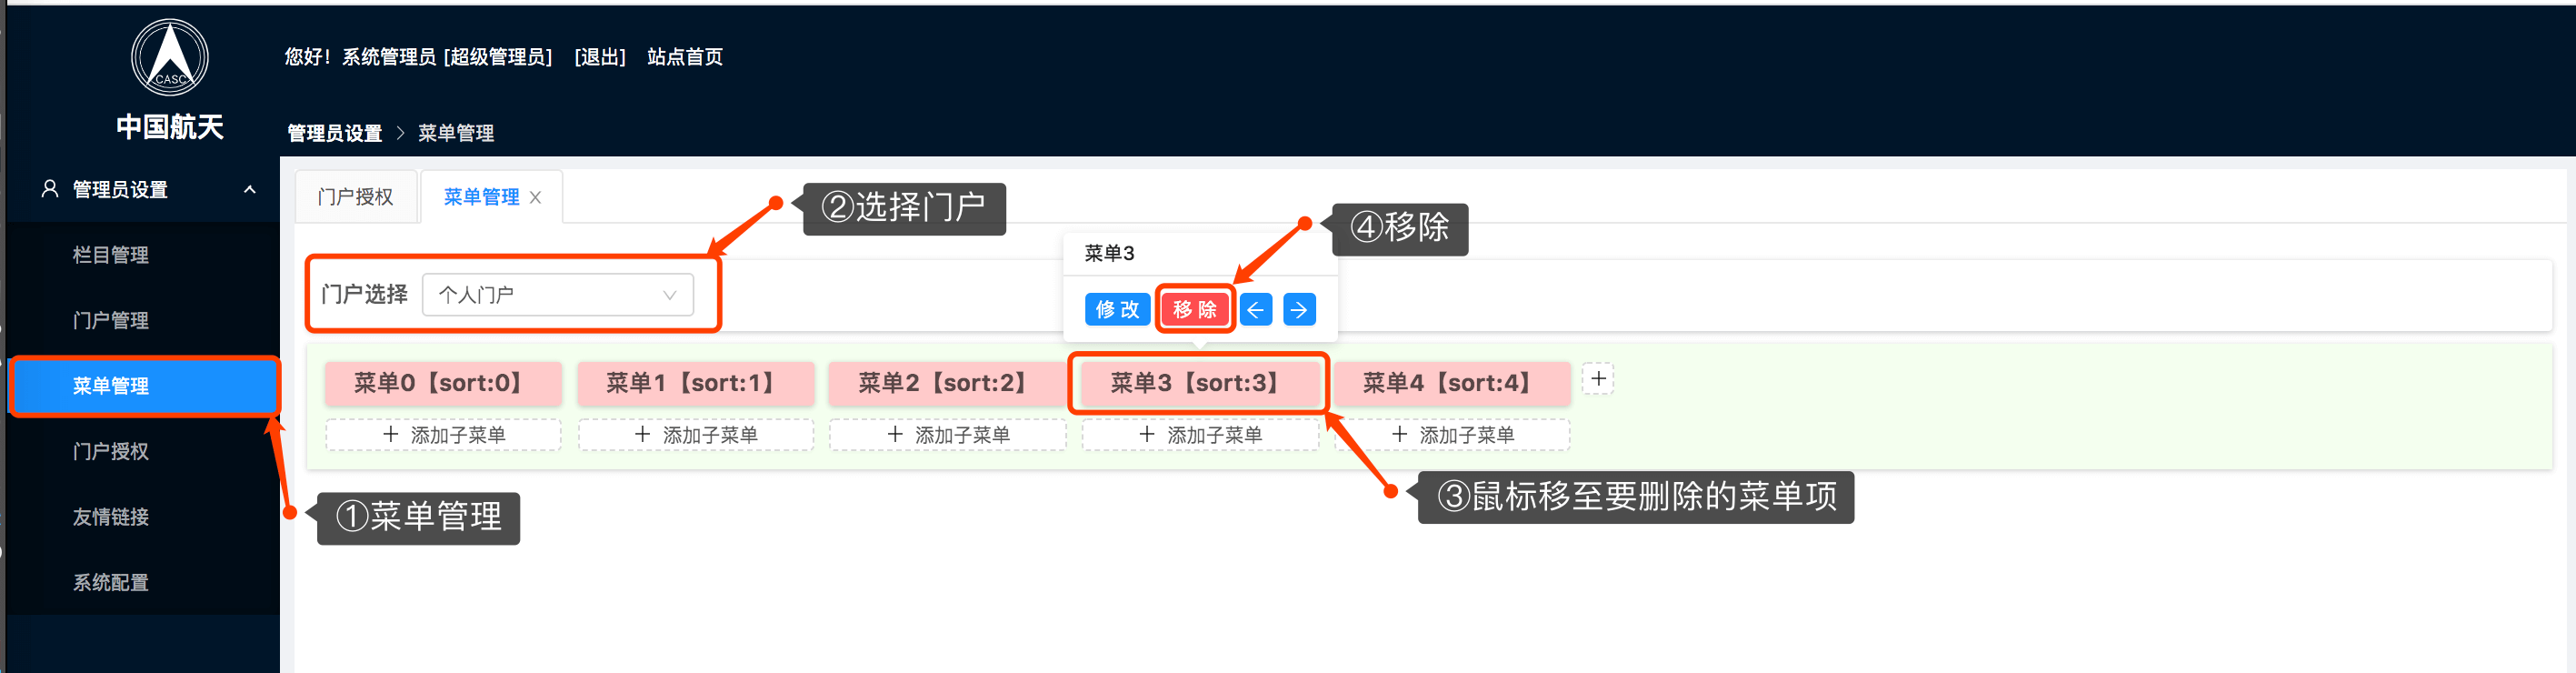 CASC
中国航天
您好！系统管理员 [超级管理员] [退出] 站点首页
管理员设置 > 菜单管理
管理员设置
栏目管理
门户管理
菜单管理
门户授权
友情链接
系统配置
门户授权 菜单管理 X
②选择门户
④移除
门户选择 个人门户
菜单3
修 改 移 除 ← →
菜单0【sort:0】 菜单1【sort:1】 菜单2【sort:2】 菜单3【sort:3】 菜单4【sort:4】 +
+ 添加子菜单 + 添加子菜单 + 添加子菜单 + 添加子菜单 + 添加子菜单
①菜单管理
③鼠标移至要删除的菜单项